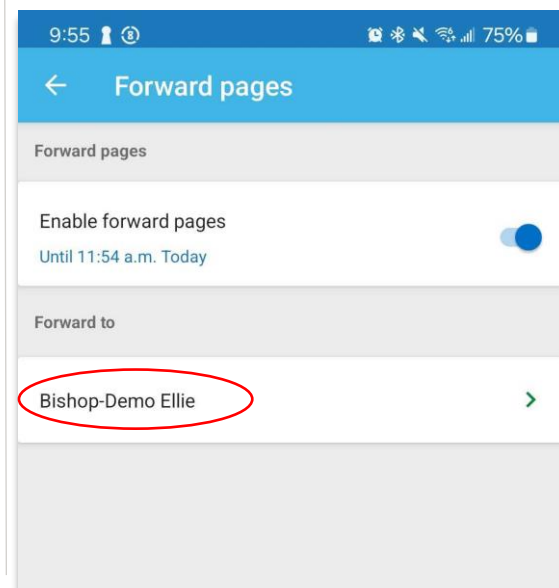 9:55 75%
Forward pages
Forward pages
Enable forward pages
Until 11:54 a.m. Today
Forward to
Bishop-Demo Ellie